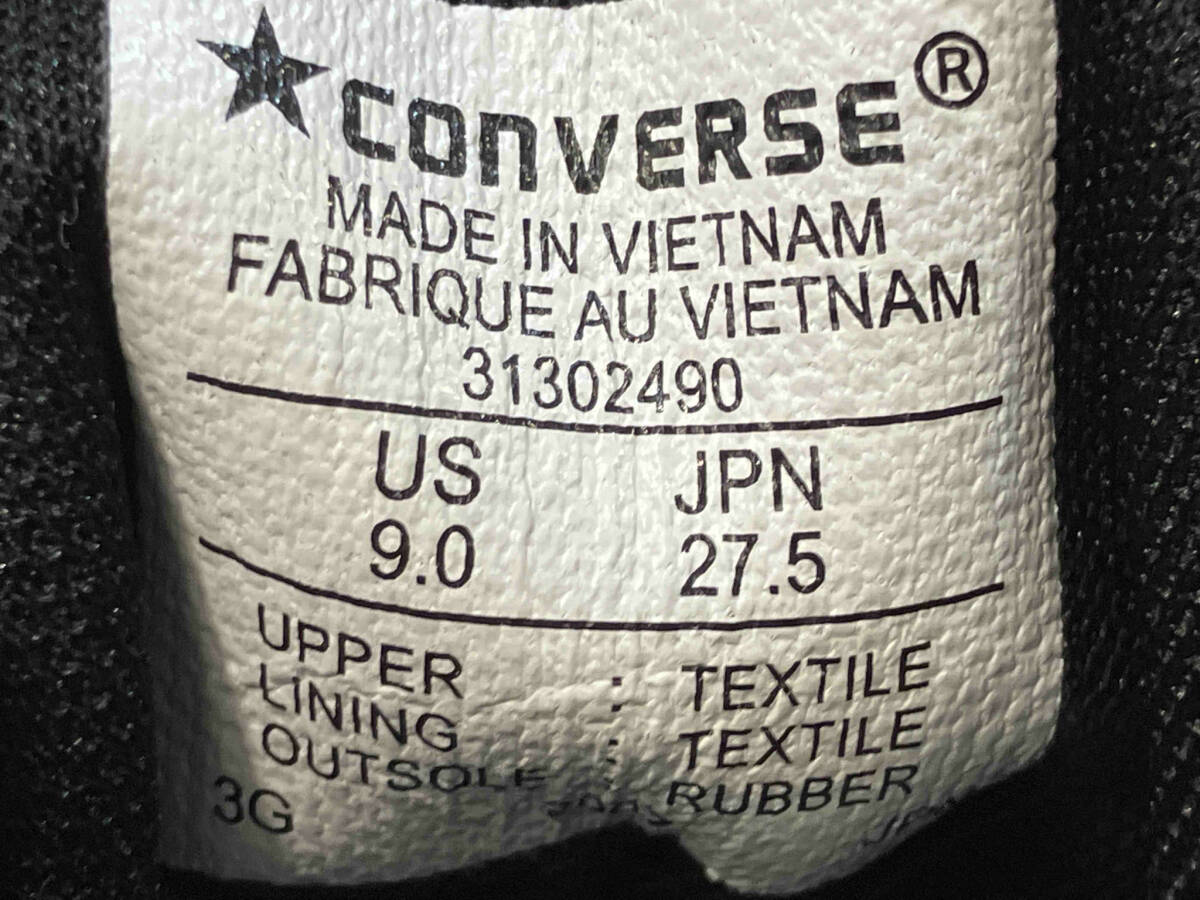 ★CONVERSE®
MADE IN VIETNAM
FABRIQUE AU VIETNAM
31302490
US JPN
9.0 27.5
UPPER : TEXTILE
LINING : TEXTILE
OUTSOLE : RUBBER
3G